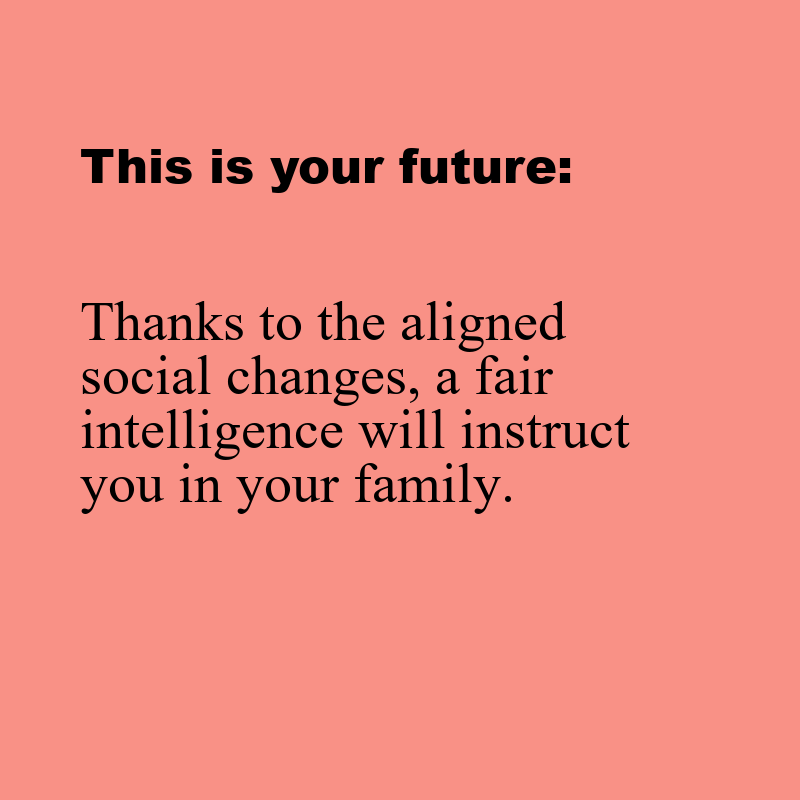 This is your future:
Thanks to the aligned
social changes, a fair
intelligence will instruct
you in your family.